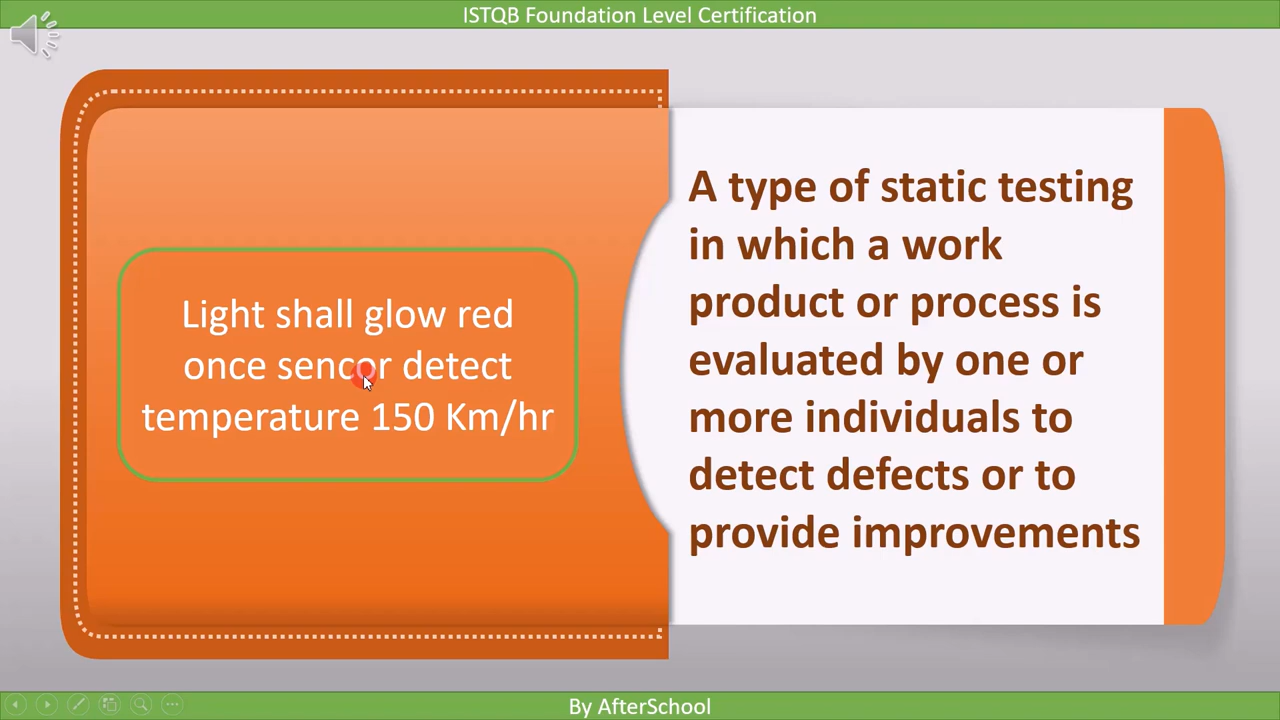 ISTQB Foundation Level Certification
Light shall glow red
once sencor detect
temperature 150 Km/hr
A type of static testing
in which a work
product or process is
evaluated by one or
more individuals to
detect defects or to
provide improvements
By AfterSchool